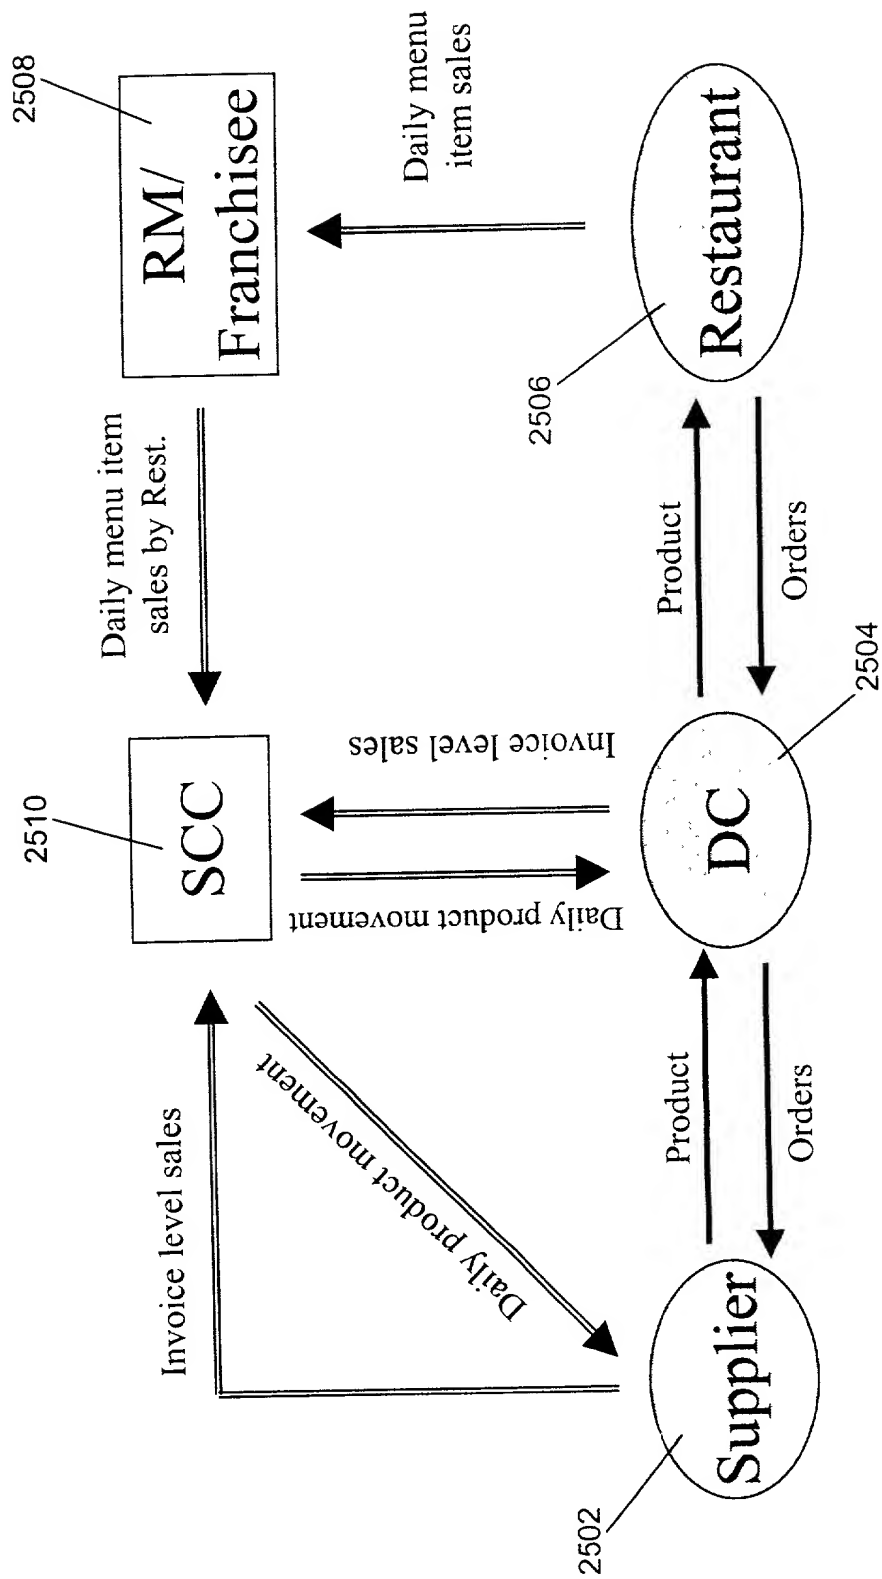 2510
2508
SCC
RM/
Franchisee
Invoice level sales
Daily menu item
sales by Rest.
Daily product movement
Daily product movement
Invoice level sales
Daily menu
item sales
Product
Orders
Product
Orders
2502
Supplier
DC
2504
2506
Restaurant